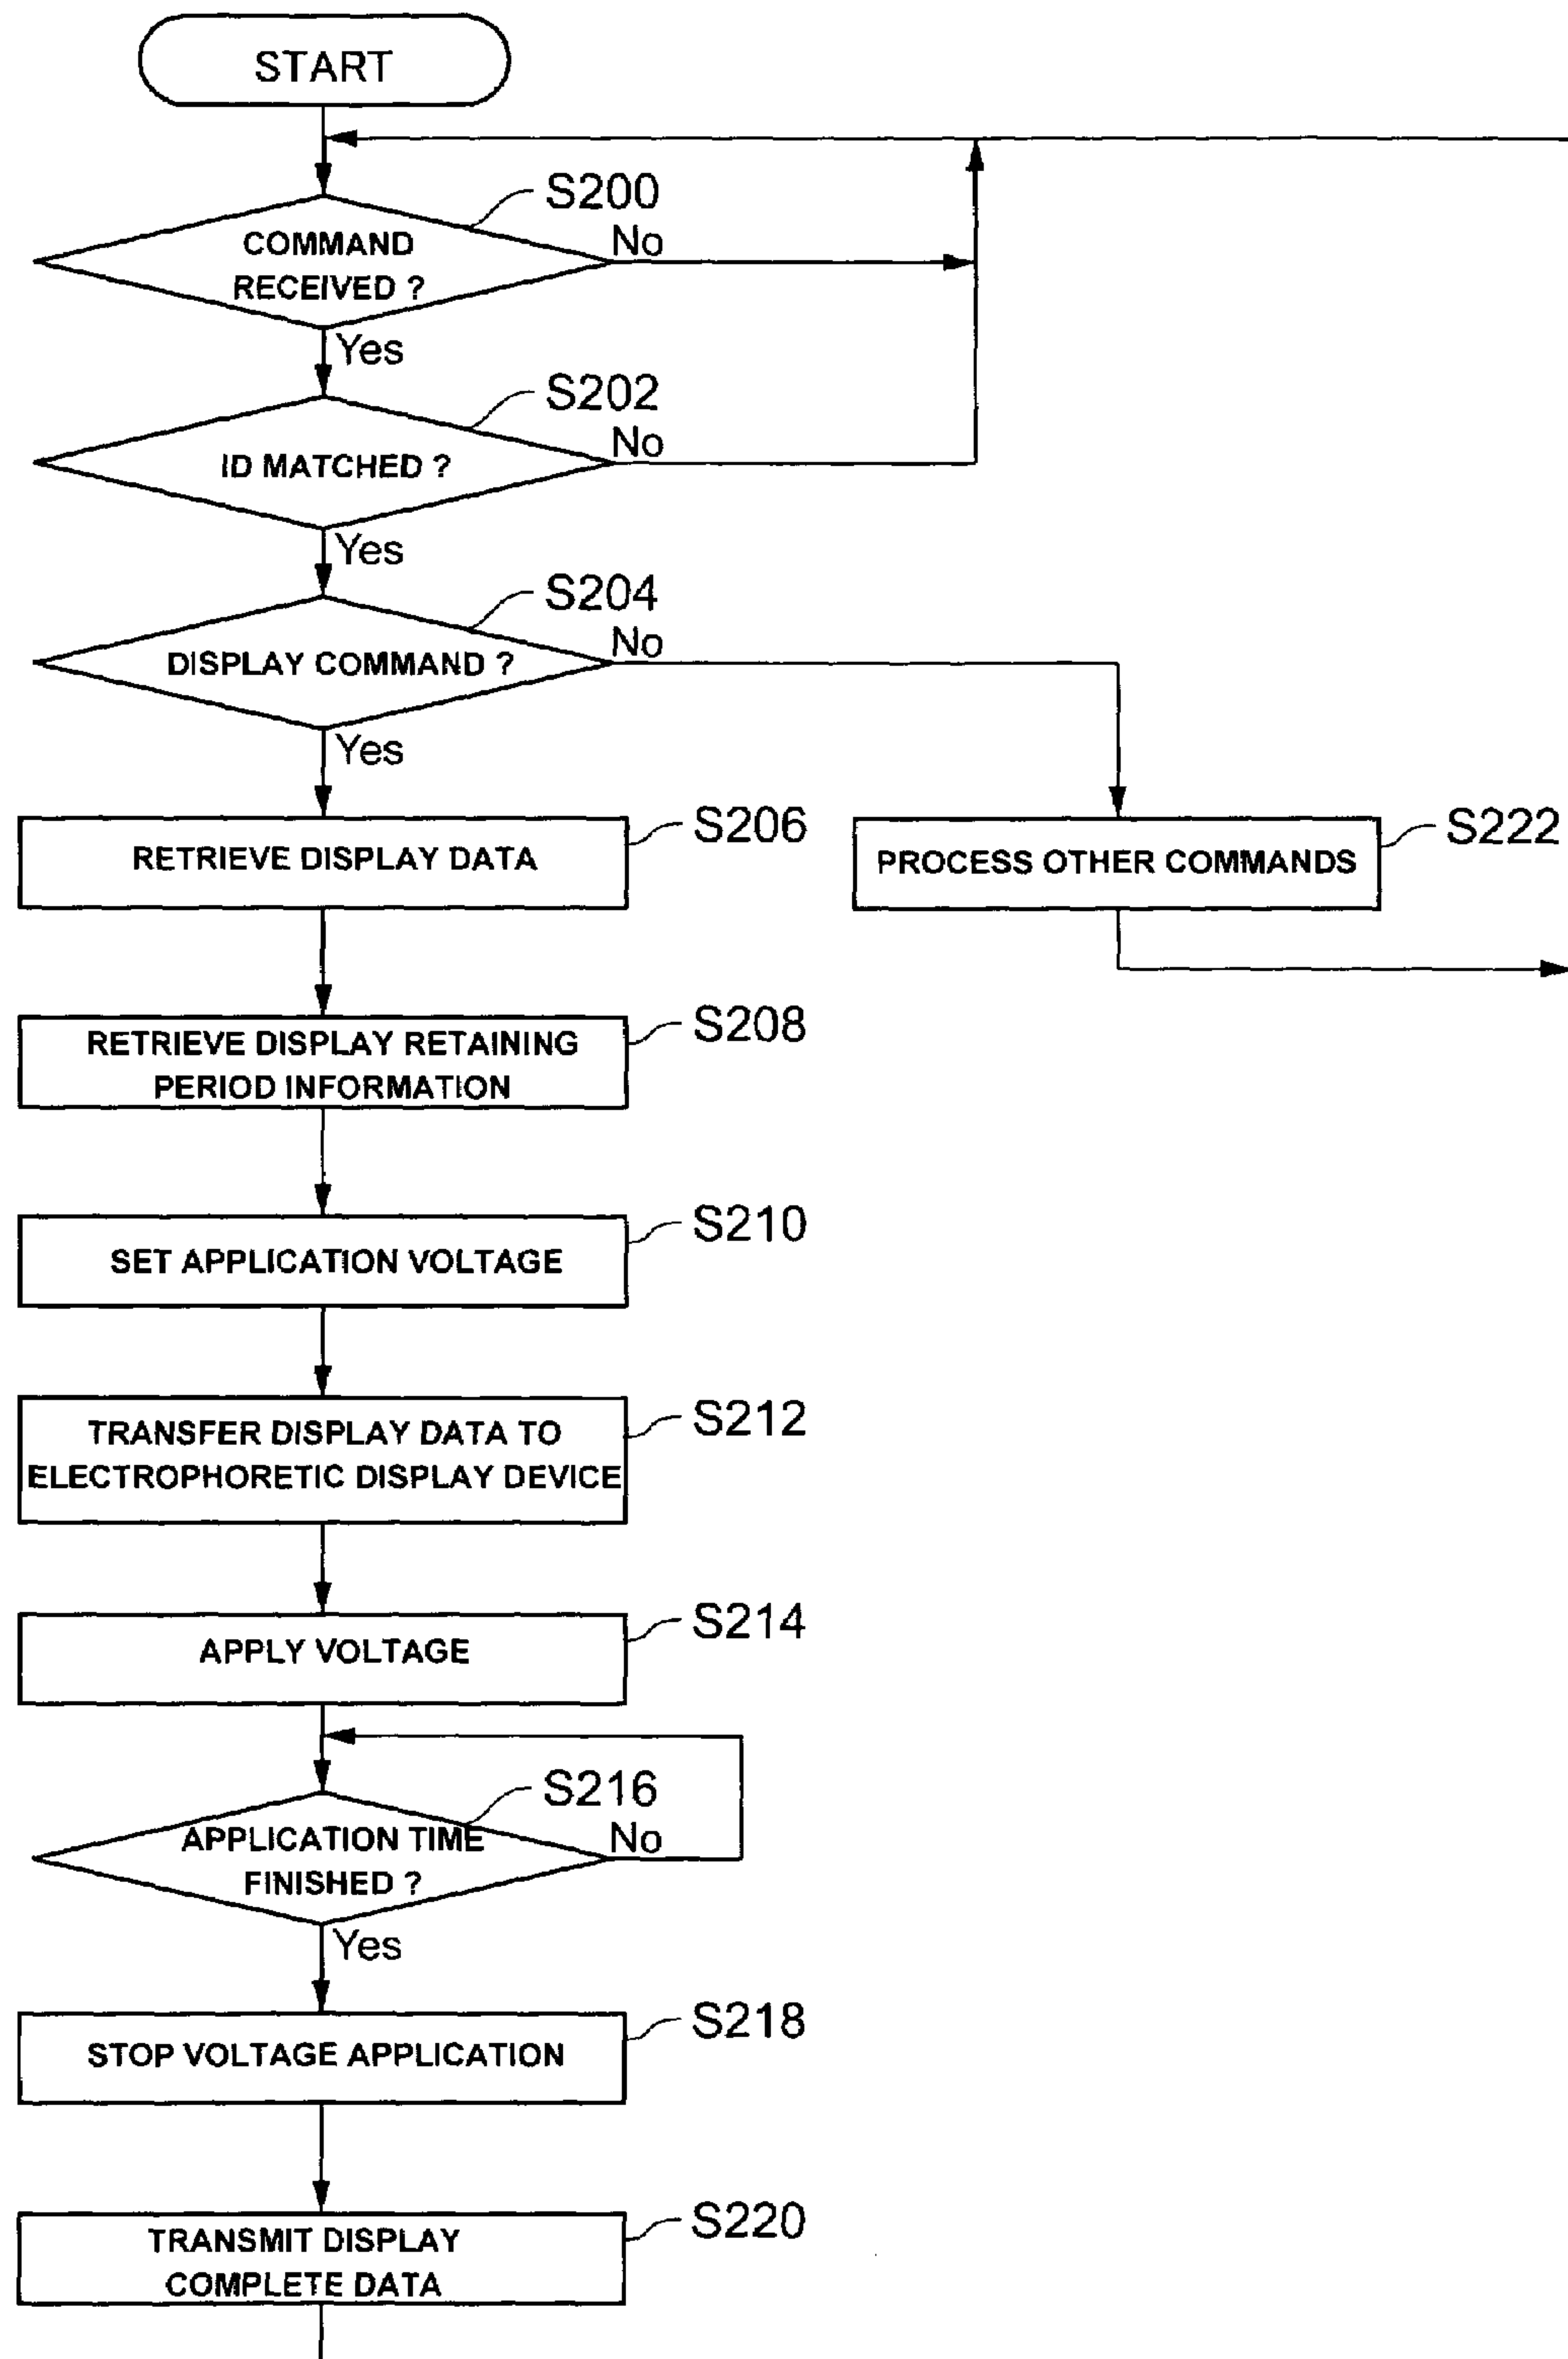 START
S200
COMMAND
RECEIVED ?
No
Yes
S202
ID MATCHED ?
No
Yes
S204
DISPLAY COMMAND ?
No
Yes
S206
RETRIEVE DISPLAY DATA
S222
PROCESS OTHER COMMANDS
S208
RETRIEVE DISPLAY RETAINING
PERIOD INFORMATION
S210
SET APPLICATION VOLTAGE
S212
TRANSFER DISPLAY DATA TO
ELECTROPHORETIC DISPLAY DEVICE
S214
APPLY VOLTAGE
S216
APPLICATION TIME
FINISHED ?
No
Yes
S218
STOP VOLTAGE APPLICATION
S220
TRANSMIT DISPLAY
COMPLETE DATA